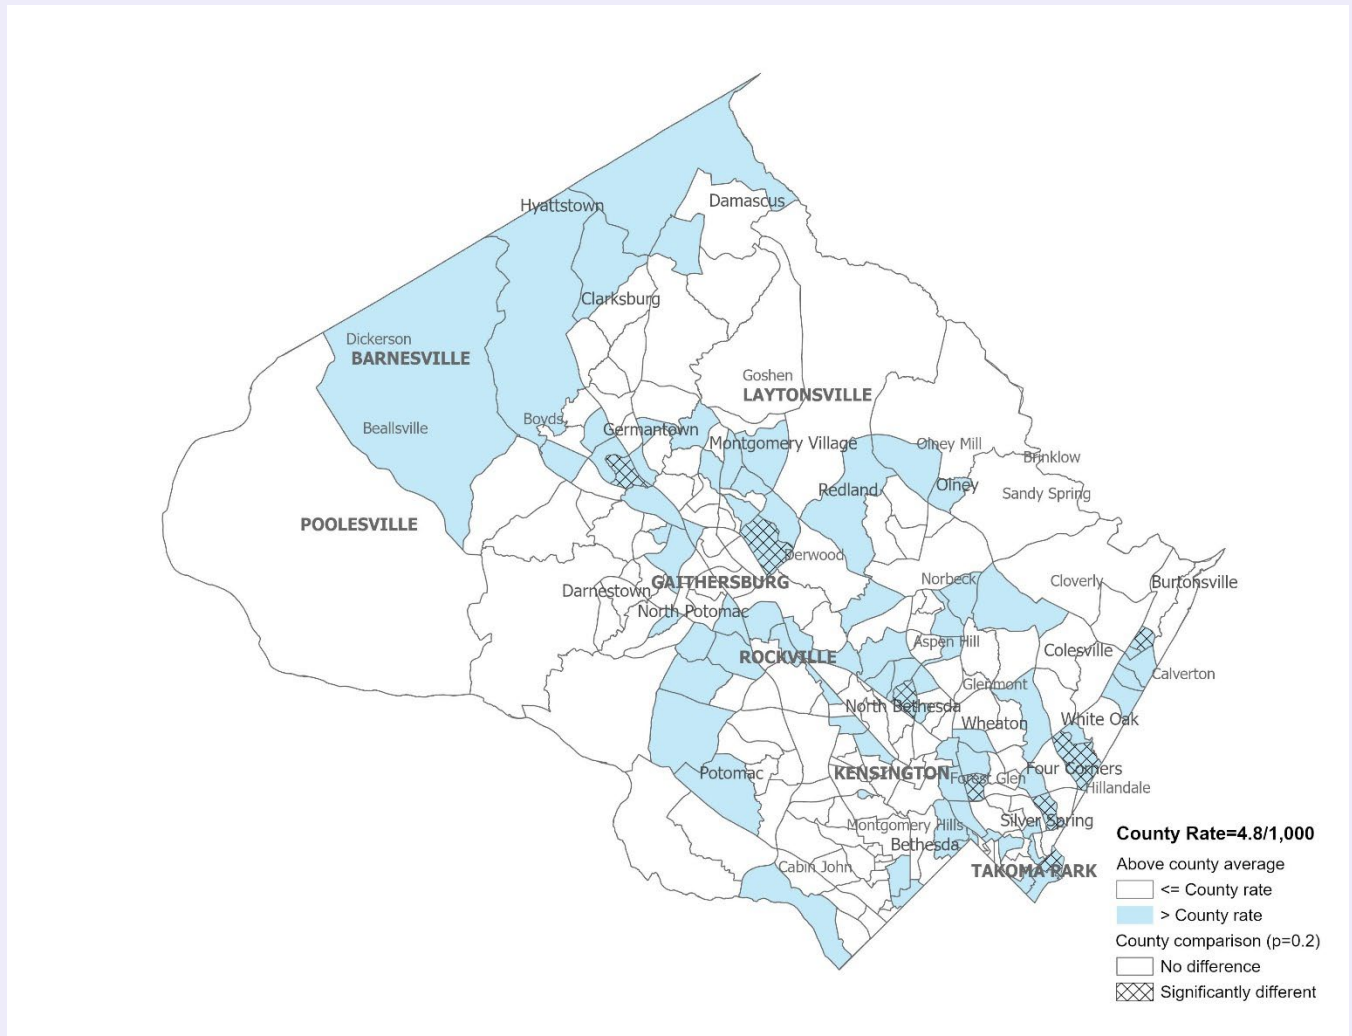 Damascus
Hyattstown
Clarksburg
Dickerson
BARNESVILLE
Goshen
LAYTONSVILLE
Boyds
Beallsville
Germantown
Montgomery Village
Olney Mill
Brinklow
Redland
Olney
Sandy Spring
POOLESVILLE
Derwood
GAITHERSBURG
Norbeck
Cloverly
Burtonsville
Darnestown
North Potomac
Aspen Hill
Colesville
ROCKVILLE
Calverton
Glenmont
North Bethesda
Wheaton
White Oak
Potomac
KENSINGTON
Forest Glen
Four Corners
Hillandale
Montgomery Hills
Silver Spring
Bethesda
Cabin John
TAKOMA PARK
County Rate=4.8/1,000
Above county average
<= County rate
> County rate
County comparison (p=0.2)
No difference
Significantly different